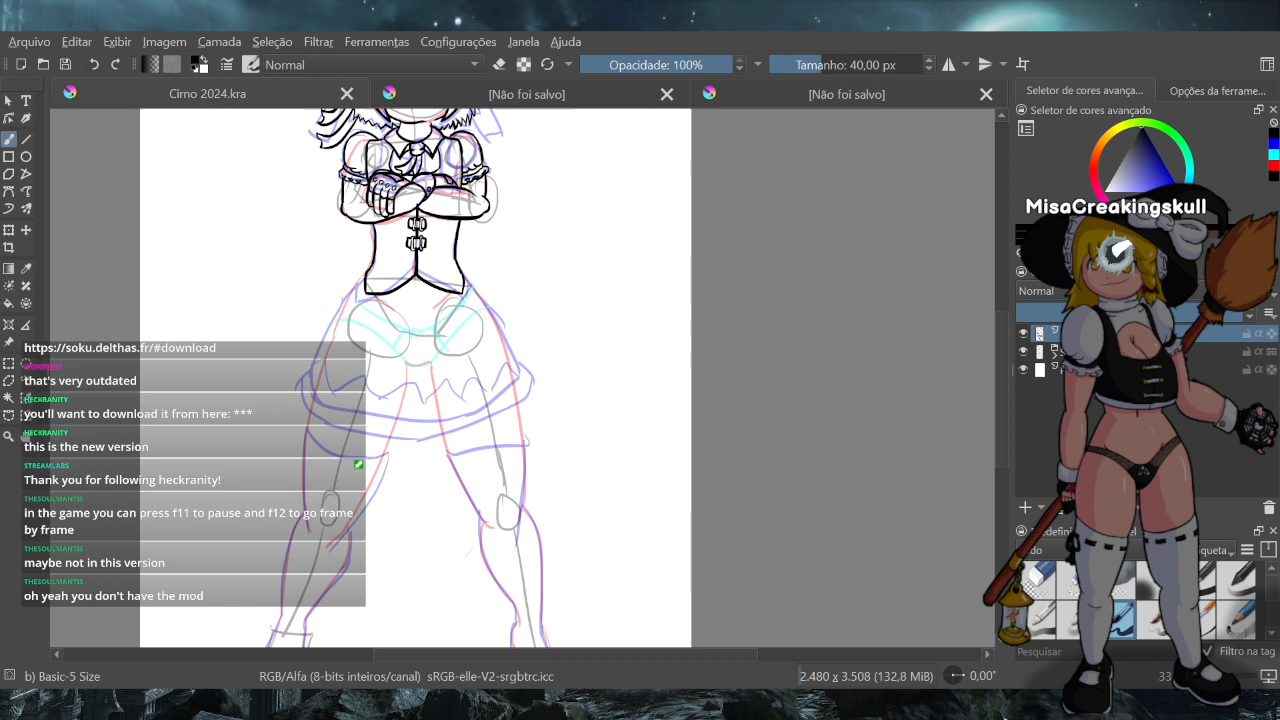 Arquivo Editar Exibir Imagem Camada Seleção Filtrar Ferramentas Configurações Janela Ajuda
Normal Opacidade: 100% Tamanho: 40,00 px
Cirno 2024.kra [Não foi salvo] [Não foi salvo]
Seletor de cores avança... Opções da ferrame...
Seletor de cores avançado
MisaCreakingskull
Normal
https://soku.delthas.fr/#download
that's very outdated
HECKRANITY
you'll want to download it from here: ***
HECKRANITY
this is the new version
STREAMLABS
Thank you for following heckranity!
THESOULMANTIS
in the game you can press f11 to pause and f12 to go frame
by frame
THESOULMANTIS
maybe not in this version
THESOULMANTIS
oh yeah you don't have the mod
Pesquisar Filtro na tag
b) Basic-5 Size RGB/Alfa (8-bits inteiros/canal) sRGB-elle-V2-srgbtrc.icc 2.480 x 3.508 (132,8 MiB) 0,00° 33